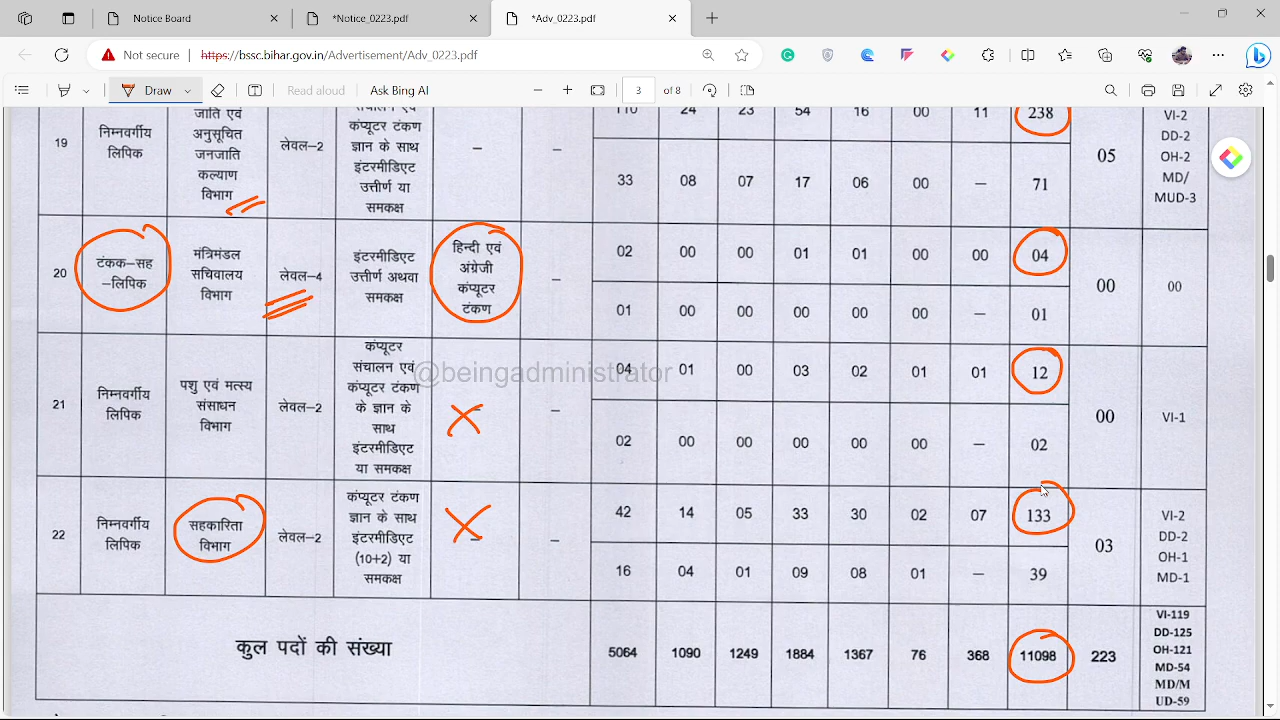 Notice Board
*Notice_0223.pdf
*Adv_0223.pdf
Not secure
https://bssc.bihar.gov.in/Advertisement/Adv_0223.pdf
Draw
Read aloud
Ask Bing AI
3 of 8
19 निम्नवर्गीय लिपिक
जाति एवं
अनुसूचित
जनजाति
कल्याण
विभाग
लेवल–2
संचालन एवं
कंप्यूटर टंकण
ज्ञान के साथ
इंटरमीडिएट
उत्तीर्ण या
समकक्ष
– –
110 24 23 54 16 00 11 238
33 08 07 17 06 00 – 71
05
VI-2
DD-2
OH-2
MD/
MUD-3
20
टंकक–सह
–लिपिक
मंत्रिमंडल
सचिवालय
विभाग
लेवल–4
इंटरमीडिएट
उत्तीर्ण अथवा
समकक्ष
हिन्दी एवं
अंग्रेजी
कंप्यूटर
टंकण
–
02 00 00 01 01 00 00 04
01 00 00 00 00 00 – 01
00
00
21
निम्नवर्गीय
लिपिक
पशु एवं मत्स्य
संसाधन
विभाग
लेवल–2
कंप्यूटर
संचालन एवं
कंप्यूटर टंकण
के ज्ञान के
साथ
इंटरमीडिएट
या समकक्ष
– –
04 01 00 03 02 01 01 12
02 00 00 00 00 00 – 02
00
VI-1
@beingadministrator
22
निम्नवर्गीय
लिपिक
सहकारिता
विभाग
लेवल–2
कंप्यूटर टंकण
ज्ञान के साथ
इंटरमीडिएट
(10+2) या
समकक्ष
– –
42 14 05 33 30 02 07 133
16 04 01 09 08 01 – 39
03
VI-2
DD-2
OH-1
MD-1
कुल पदों की संख्या
5064 1090 1249 1884 1367 76 368 11098 223
VI-119
DD-125
OH-121
MD-54
MD/M
UD-59